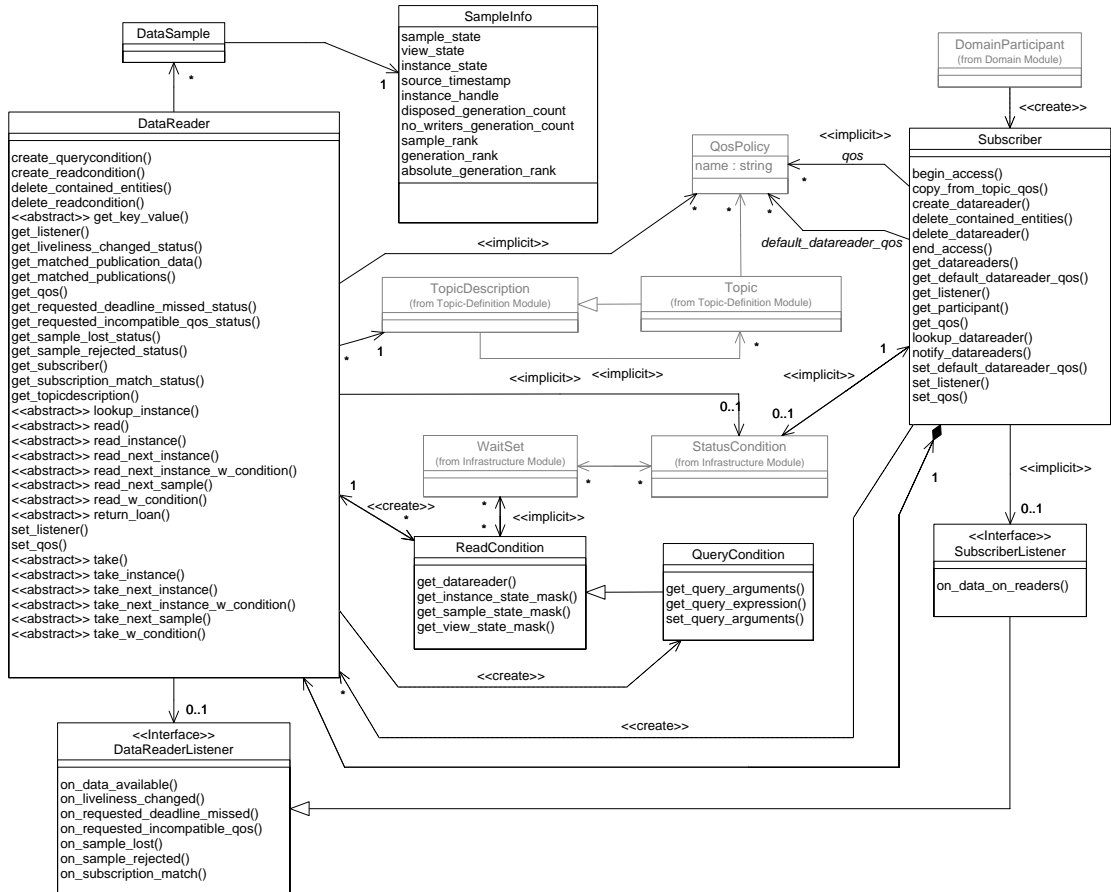 DataSample
*
SampleInfo
sample_state
view_state
instance_state
source_timestamp
instance_handle
disposed_generation_count
no_writers_generation_count
sample_rank
generation_rank
absolute_generation_rank
1
DomainParticipant
(from Domain Module)
<<create>>
DataReader
create_querycondition()
create_readcondition()
delete_contained_entities()
delete_readcondition()
<<abstract>> get_key_value()
get_listener()
get_liveliness_changed_status()
get_matched_publication_data()
get_matched_publications()
get_qos()
get_requested_deadline_missed_status()
get_requested_incompatible_qos_status()
get_sample_lost_status()
get_sample_rejected_status()
get_subscriber()
get_subscription_match_status()
get_topicdescription()
<<abstract>> lookup_instance()
<<abstract>> read()
<<abstract>> read_instance()
<<abstract>> read_next_instance()
<<abstract>> read_next_instance_w_condition()
<<abstract>> read_next_sample()
<<abstract>> read_w_condition()
<<abstract>> return_loan()
set_listener()
set_qos()
<<abstract>> take()
<<abstract>> take_instance()
<<abstract>> take_next_instance()
<<abstract>> take_next_instance_w_condition()
<<abstract>> take_next_sample()
<<abstract>> take_w_condition()
QosPolicy
name : string
<<implicit>>
qos
*
*
*
*
default_datareader_qos
<<implicit>>
Subscriber
begin_access()
copy_from_topic_qos()
create_datareader()
delete_contained_entities()
delete_datareader()
end_access()
get_datareaders()
get_default_datareader_qos()
get_listener()
get_participant()
get_qos()
lookup_datareader()
notify_datareaders()
set_default_datareader_qos()
set_listener()
set_qos()
TopicDescription
(from Topic-Definition Module)
Topic
(from Topic-Definition Module)
*
1
*
1
<<implicit>>
<<implicit>>
<<implicit>>
0..1
0..1
WaitSet
(from Infrastructure Module)
StatusCondition
(from Infrastructure Module)
*
*
1
<<create>>
*
*
*
<<implicit>>
1
<<implicit>>
0..1
ReadCondition
get_datareader()
get_instance_state_mask()
get_sample_state_mask()
get_view_state_mask()
QueryCondition
get_query_arguments()
get_query_expression()
set_query_arguments()
<<Interface>>
SubscriberListener
on_data_on_readers()
<<create>>
*
<<create>>
0..1
<<Interface>>
DataReaderListener
on_data_available()
on_liveliness_changed()
on_requested_deadline_missed()
on_requested_incompatible_qos()
on_sample_lost()
on_sample_rejected()
on_subscription_match()